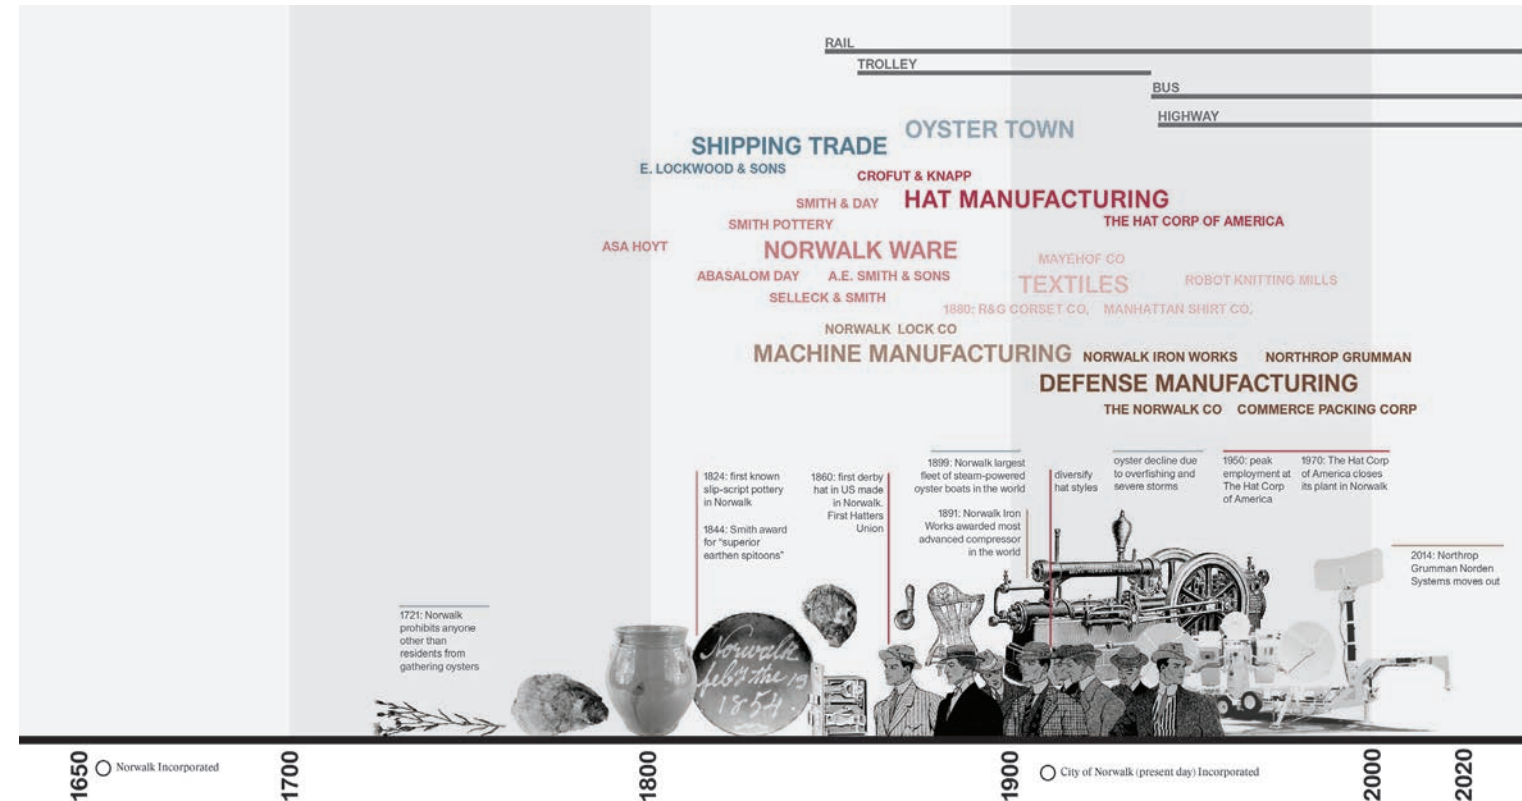 RAIL
TROLLEY
BUS
HIGHWAY
OYSTER TOWN
SHIPPING TRADE
E. LOCKWOOD & SONS
CROFUT & KNAPP
SMITH & DAY
HAT MANUFACTURING
SMITH POTTERY
THE HAT CORP OF AMERICA
ASA HOYT
NORWALK WARE
MAYEHOF CO
ABASALOM DAY
A.E. SMITH & SONS
TEXTILES
ROBOT KNITTING MILLS
SELLECK & SMITH
1880: R&G CORSET CO,
MANHATTAN SHIRT CO,
NORWALK LOCK CO
MACHINE MANUFACTURING
NORWALK IRON WORKS
NORTHROP GRUMMAN
DEFENSE MANUFACTURING
THE NORWALK CO
COMMERCE PACKING CORP
1721: Norwalk
prohibits anyone
other than
residents from
gathering oysters
1824: first known
slip-script pottery
in Norwalk
1844: Smith award
for “superior
earthen spitoons”
1860: first derby
hat in US made
in Norwalk.
First Hatters
Union
1899: Norwalk largest
fleet of steam-powered
oyster boats in the world
1891: Norwalk Iron
Works awarded most
advanced compressor
in the world
diversify
hat styles
oyster decline due
to overfishing and
severe storms
1950: peak
employment at
The Hat Corp
of America
1970: The Hat Corp
of America closes
its plant in Norwalk
2014: Northrop
Grumman Norden
Systems moves out
Norwalk
feby the 19
1854.
1650
Norwalk Incorporated
1700
1800
1900
City of Norwalk (present day) Incorporated
2000
2020